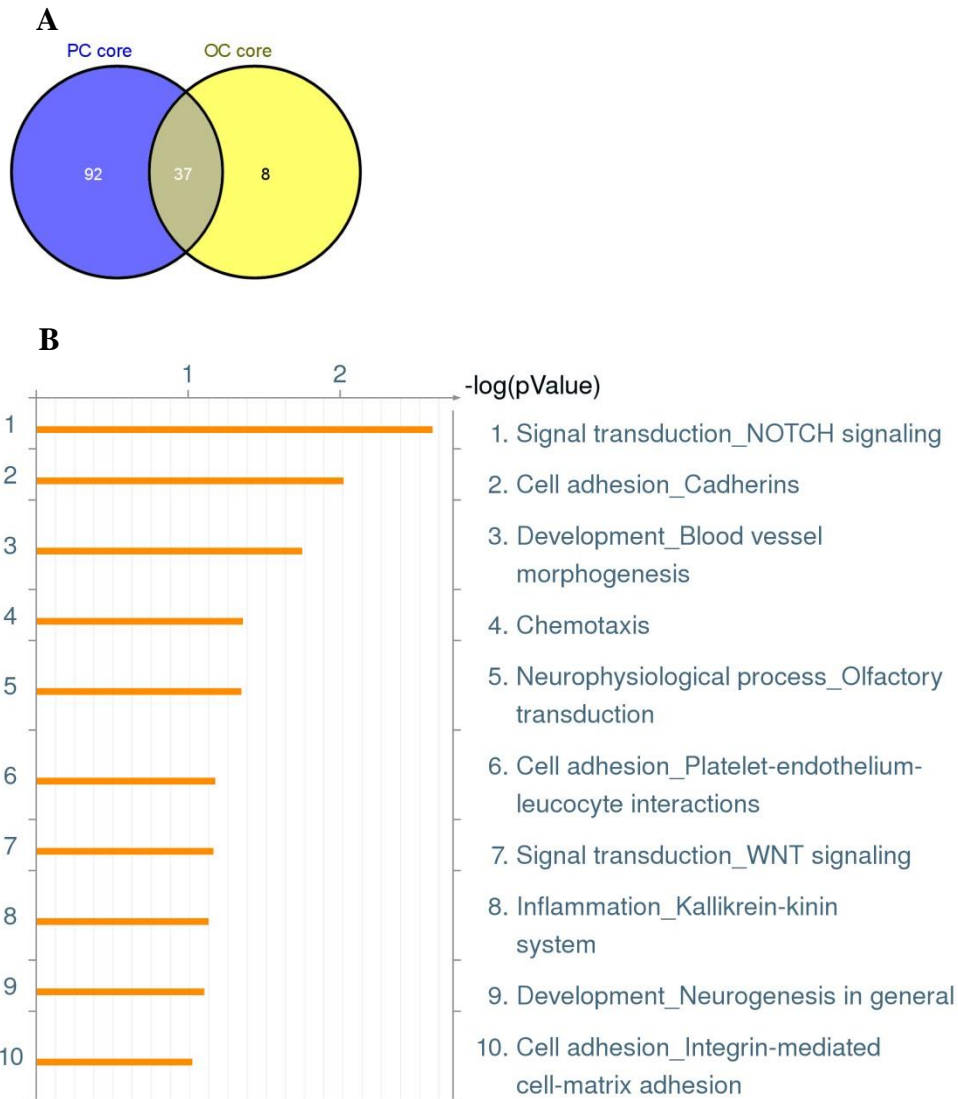 A
PC core OC core
92 37 8
B
1 2
-log(pValue)
1 1. Signal transduction_NOTCH signaling
2 2. Cell adhesion_Cadherins
3 3. Development_Blood vessel
morphogenesis
4 4. Chemotaxis
5 5. Neurophysiological process_Olfactory
transduction
6 6. Cell adhesion_Platelet-endothelium-
leucocyte interactions
7 7. Signal transduction_WNT signaling
8 8. Inflammation_Kallikrein-kinin
system
9 9. Development_Neurogenesis in general
10 10. Cell adhesion_Integrin-mediated
cell-matrix adhesion